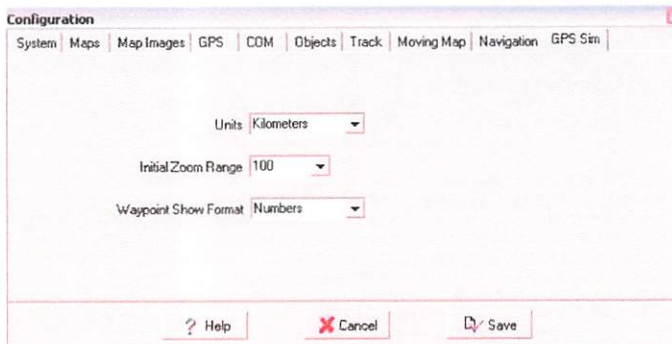 Configuration
System Maps Map Images GPS COM Objects Track Moving Map Navigation GPS Sim
Units Kilometers
Initial Zoom Range 100
Waypoint Show Format Numbers
? Help Cancel Save